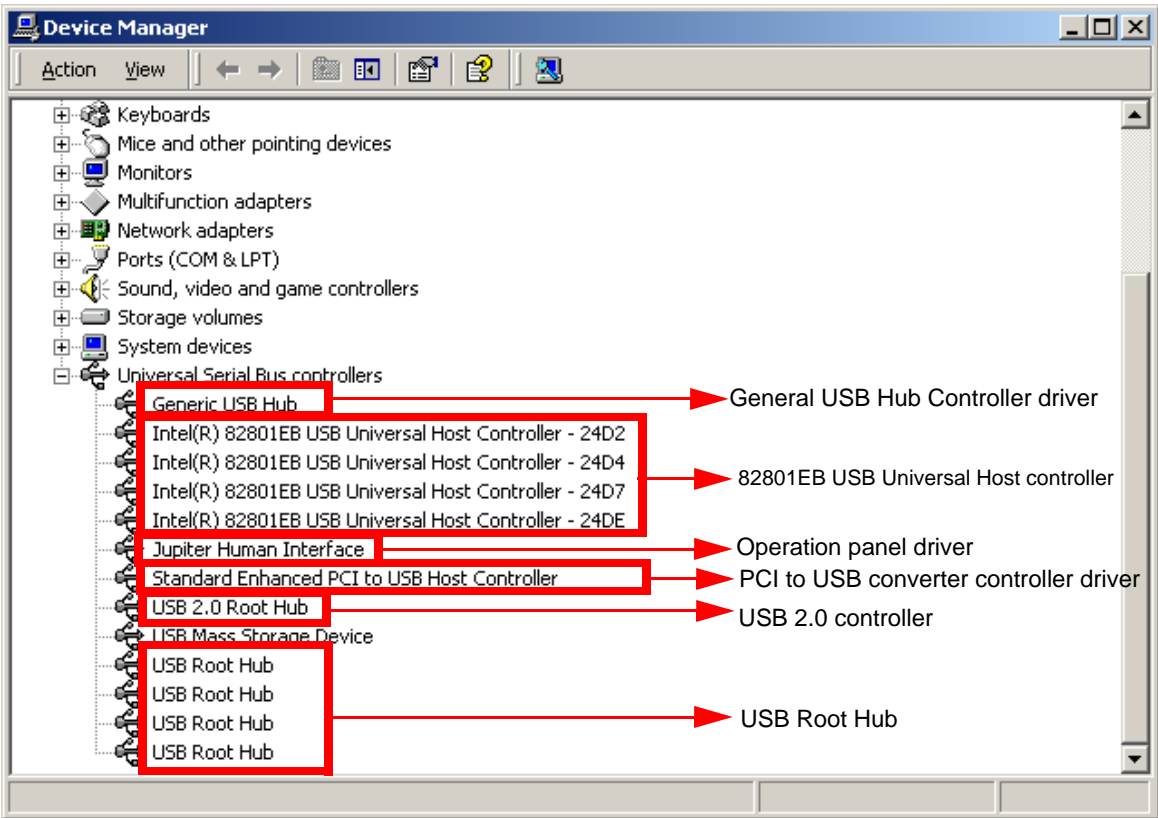 Device Manager
Action View
Keyboards
Mice and other pointing devices
Monitors
Multifunction adapters
Network adapters
Ports (COM & LPT)
Sound, video and game controllers
Storage volumes
System devices
Universal Serial Bus controllers
Generic USB Hub
General USB Hub Controller driver
Intel(R) 82801EB USB Universal Host Controller - 24D2
Intel(R) 82801EB USB Universal Host Controller - 24D4
Intel(R) 82801EB USB Universal Host Controller - 24D7
Intel(R) 82801EB USB Universal Host Controller - 24DE
82801EB USB Universal Host controller
Jupiter Human Interface
Operation panel driver
Standard Enhanced PCI to USB Host Controller
PCI to USB converter controller driver
USB 2.0 Root Hub
USB 2.0 controller
USB Mass Storage Device
USB Root Hub
USB Root Hub
USB Root Hub
USB Root Hub
USB Root Hub